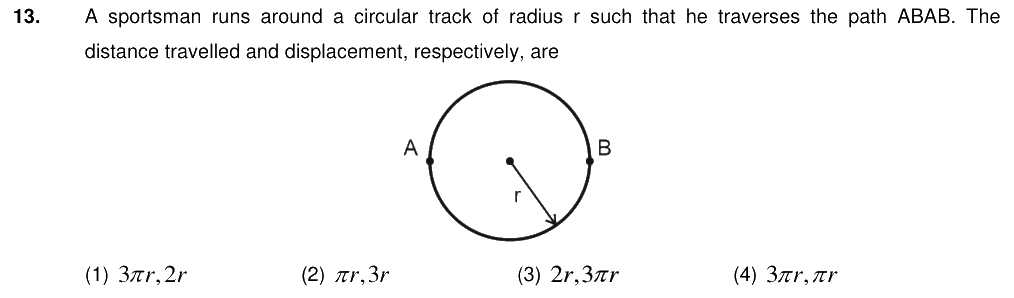 13. A sportsman runs around a circular track of radius r such that he traverses the path ABAB. The
distance travelled and displacement, respectively, are
A B
r
(1) 3πr, 2r (2) πr, 3r (3) 2r, 3πr (4) 3πr, πr